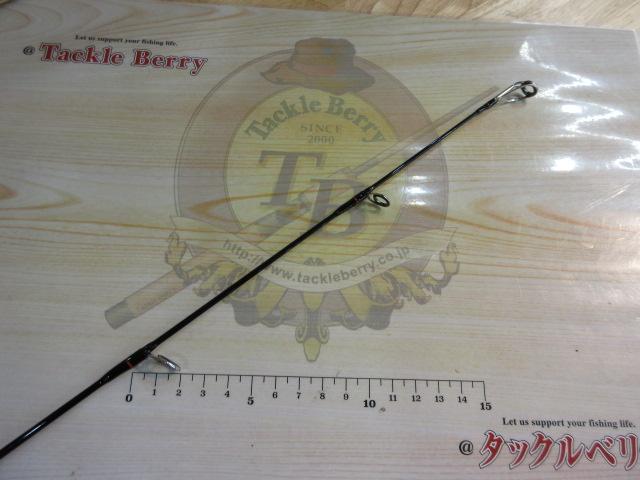 Let us support your fishing life.
@ Tackle Berry
Tackle Berry
SINCE
2000
TB
http://www.tackleberry.co.jp
0 1 2 3 4 5 6 7 8 9 10 11 12 13 14 15
Let us support your fishing life.
@ タックルベリ